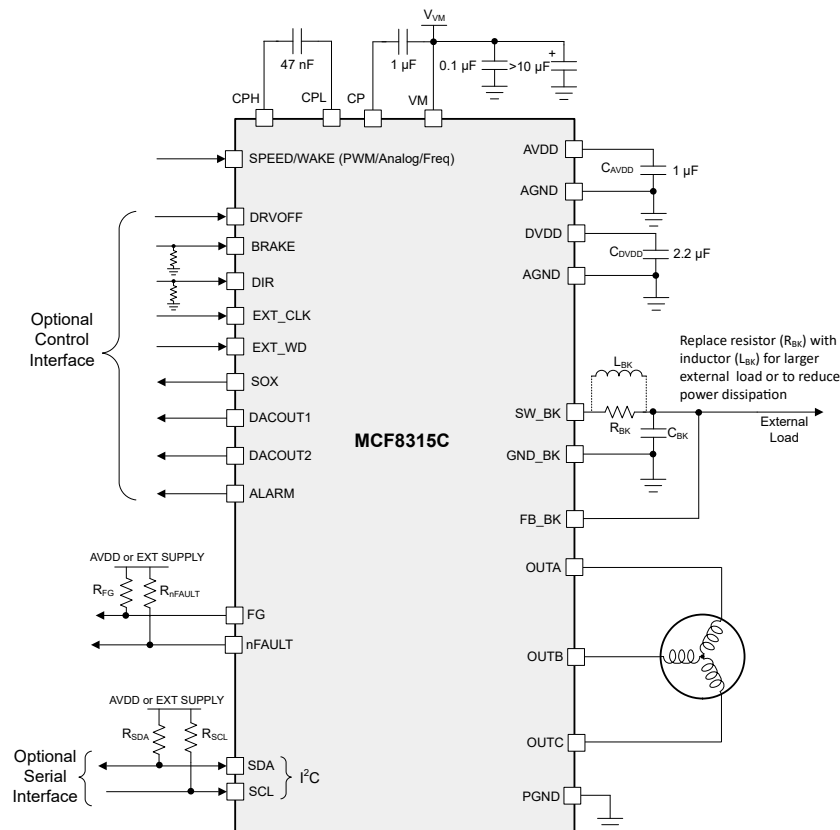 V_VM
47 nF
1 µF
0.1 µF
>10 µF
+
CPH
CPL
CP
VM
SPEED/WAKE (PWM/Analog/Freq)
Optional
Control
Interface
DRVOFF
BRAKE
DIR
EXT_CLK
EXT_WD
SOX
DACOUT1
DACOUT2
ALARM
AVDD or EXT SUPPLY
R_FG
R_nFAULT
FG
nFAULT
AVDD or EXT SUPPLY
R_SDA
R_SCL
Optional
Serial
Interface
SDA
SCL
I²C
MCF8315C
AVDD
C_AVDD
1 µF
AGND
DVDD
C_DVDD
2.2 µF
AGND
Replace resistor (R_BK) with
inductor (L_BK) for larger
external load or to reduce
power dissipation
L_BK
SW_BK
R_BK
C_BK
External
Load
GND_BK
FB_BK
OUTA
OUTB
OUTC
PGND